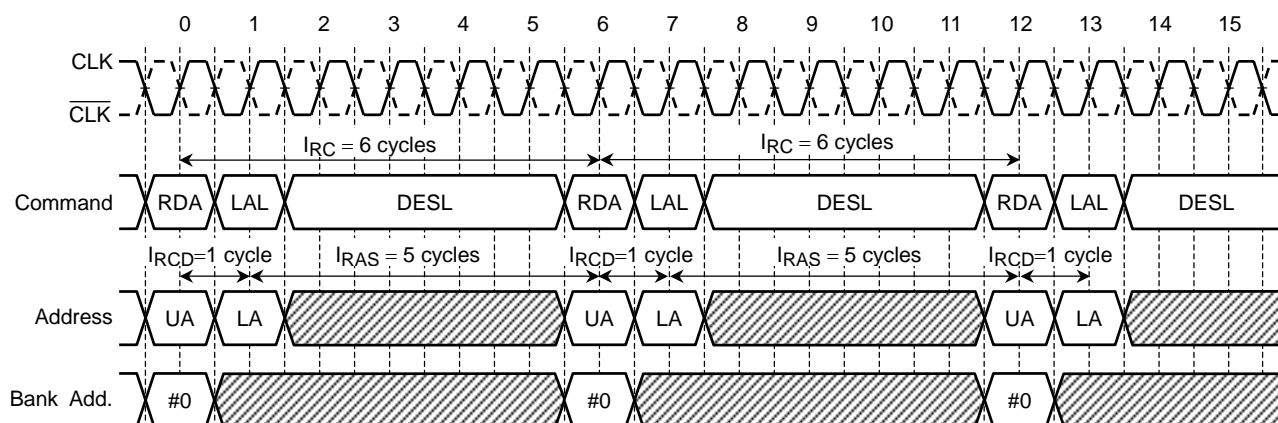 0 1 2 3 4 5 6 7 8 9 10 11 12 13 14 15
CLK
CLK
IRC = 6 cycles IRC = 6 cycles
Command RDA LAL DESL RDA LAL DESL RDA LAL DESL
IRCD=1 cycle IRAS = 5 cycles IRCD=1 cycle IRAS = 5 cycles IRCD=1 cycle
Address UA LA UA LA UA LA
Bank Add. #0 #0 #0